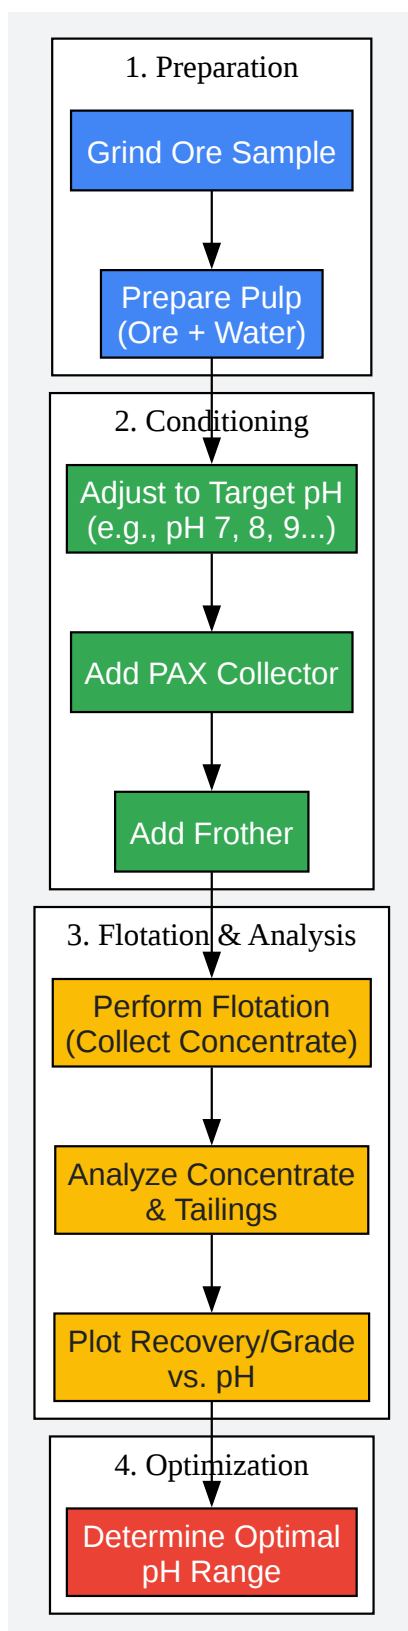 1. Preparation
Grind Ore Sample
Prepare Pulp
(Ore + Water)
2. Conditioning
Adjust to Target pH
(e.g., pH 7, 8, 9...)
Add PAX Collector
Add Frother
3. Flotation & Analysis
Perform Flotation
(Collect Concentrate)
Analyze Concentrate
& Tailings
Plot Recovery/Grade
vs. pH
4. Optimization
Determine Optimal
pH Range